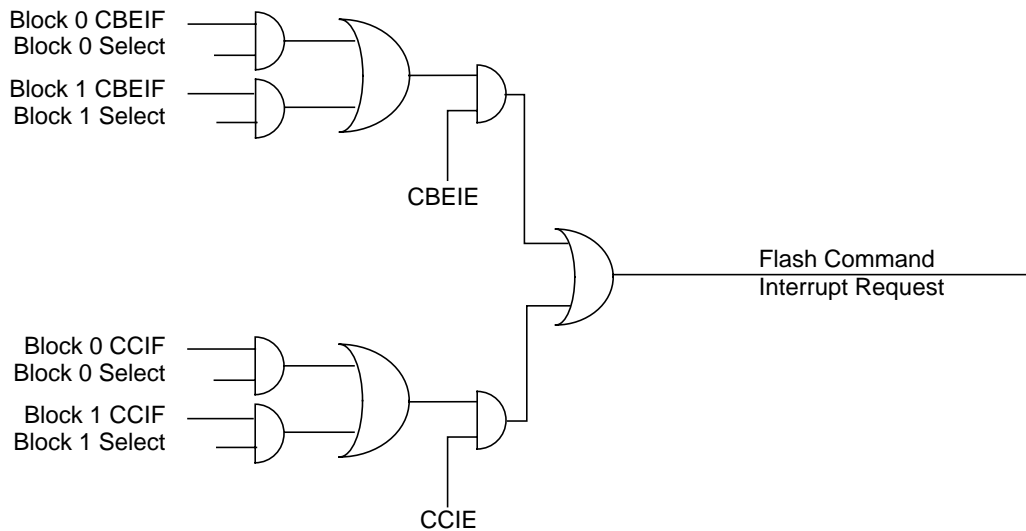 Block 0 CBEIF
Block 0 Select
Block 1 CBEIF
Block 1 Select
CBEIE
Flash Command
Interrupt Request
Block 0 CCIF
Block 0 Select
Block 1 CCIF
Block 1 Select
CCIE